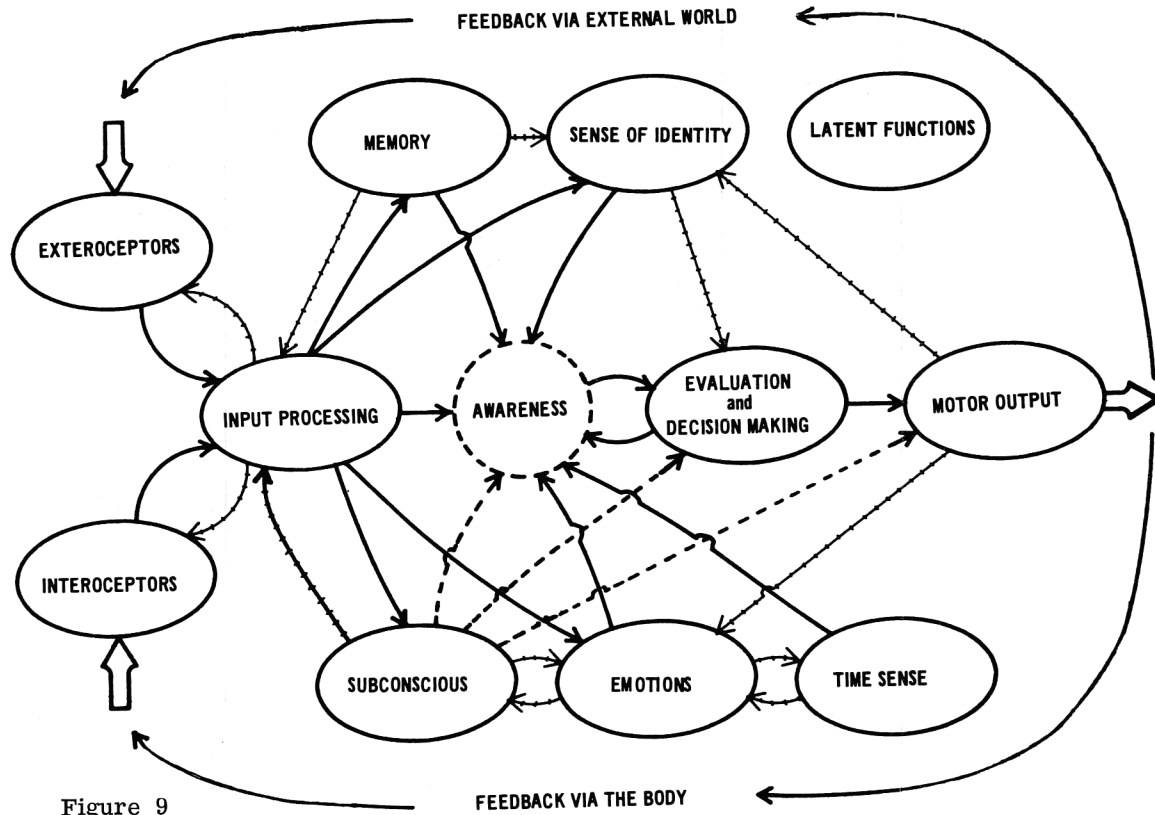 FEEDBACK VIA EXTERNAL WORLD
MEMORY
SENSE OF IDENTITY
LATENT FUNCTIONS
EXTEROCEPTORS
INPUT PROCESSING
AWARENESS
EVALUATION
and
DECISION MAKING
MOTOR OUTPUT
INTEROCEPTORS
SUBCONSCIOUS
EMOTIONS
TIME SENSE
FEEDBACK VIA THE BODY
Figure 9